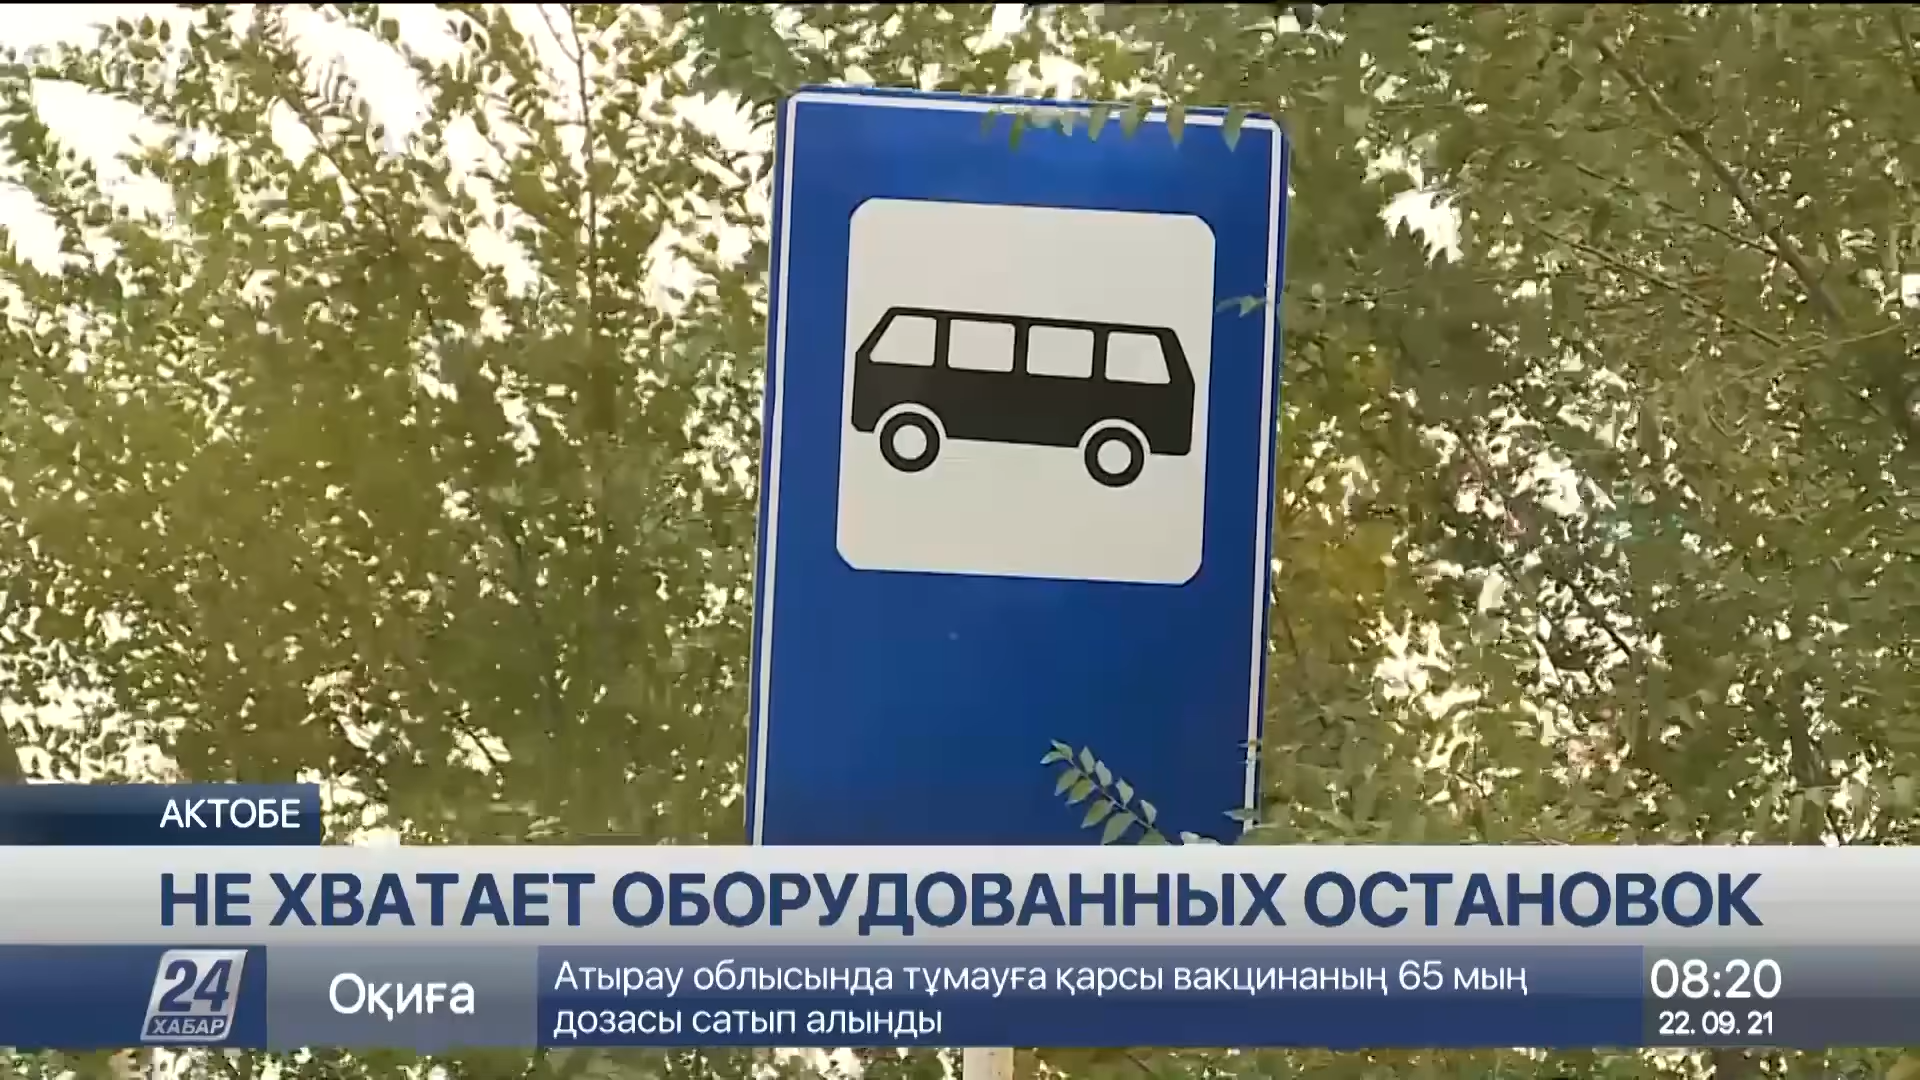 АКТОБЕ
НЕ ХВАТАЕТ ОБОРУДОВАННЫХ ОСТАНОВОК
24
ХАБАР
Оқиға
Атырау облысында тұмауға қарсы вакцинаның 65 мың
дозасы сатып алынды
08:20
22. 09. 21